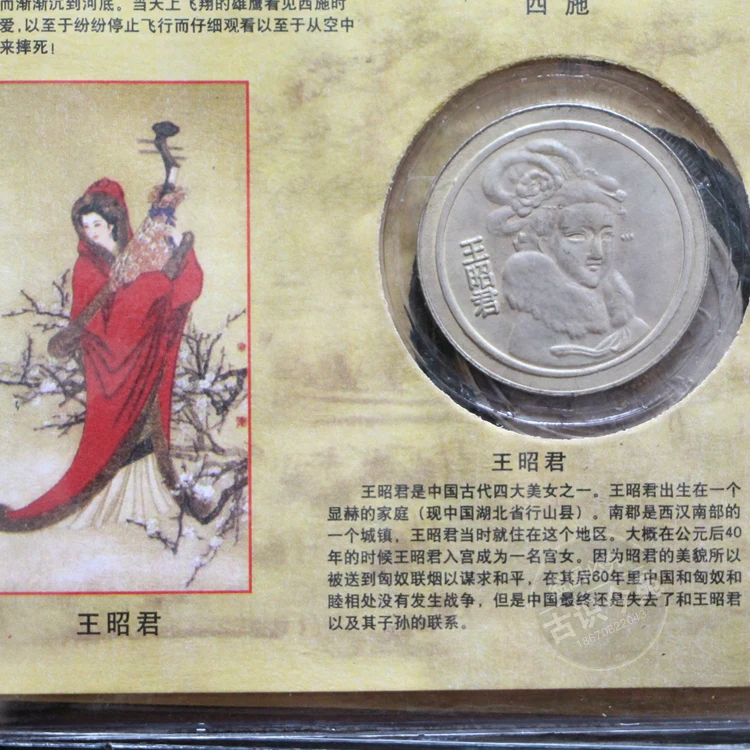 而渐渐沉到河底。当天上飞翔的雄鹰看见西施时
爱，以至于纷纷停止飞行而仔细观看以至于从空中
来摔死！
西施
王昭君
王昭君
王昭君是中国古代四大美女之一。王昭君出生在一个
显赫的家庭（现中国湖北省行山县）。南郡是西汉南部的
一个城镇，王昭君当时就住在这个地区。大概在公元后40
年的时候王昭君入宫成为一名宫女。因为昭君的美貌所以
被送到匈奴联烟以谋求和平，在其后60年里中国和匈奴和
睦相处没有发生战争，但是中国最终还是失去了和王昭君
以及其子孙的联系。
王昭君